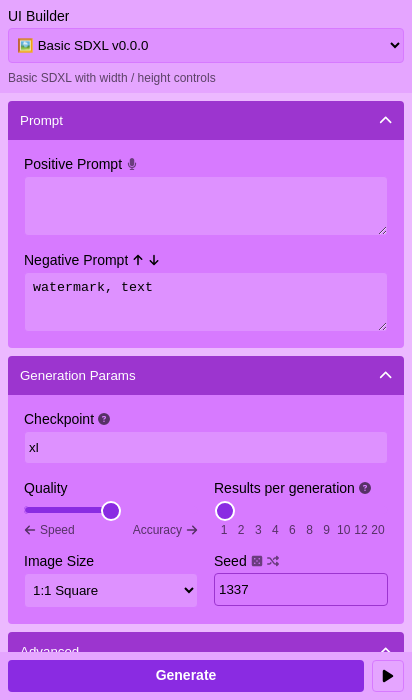 UI Builder
🖼️ Basic SDXL v0.0.0
Basic SDXL with width / height controls
Prompt
Positive Prompt
Negative Prompt ↑ ↓
watermark, text
Generation Params
Checkpoint ?
xl
Quality
Results per generation ?
← Speed Accuracy →
1 2 3 4 6 8 9 10 12 20
Image Size
Seed
1:1 Square
1337
Advanced
Generate